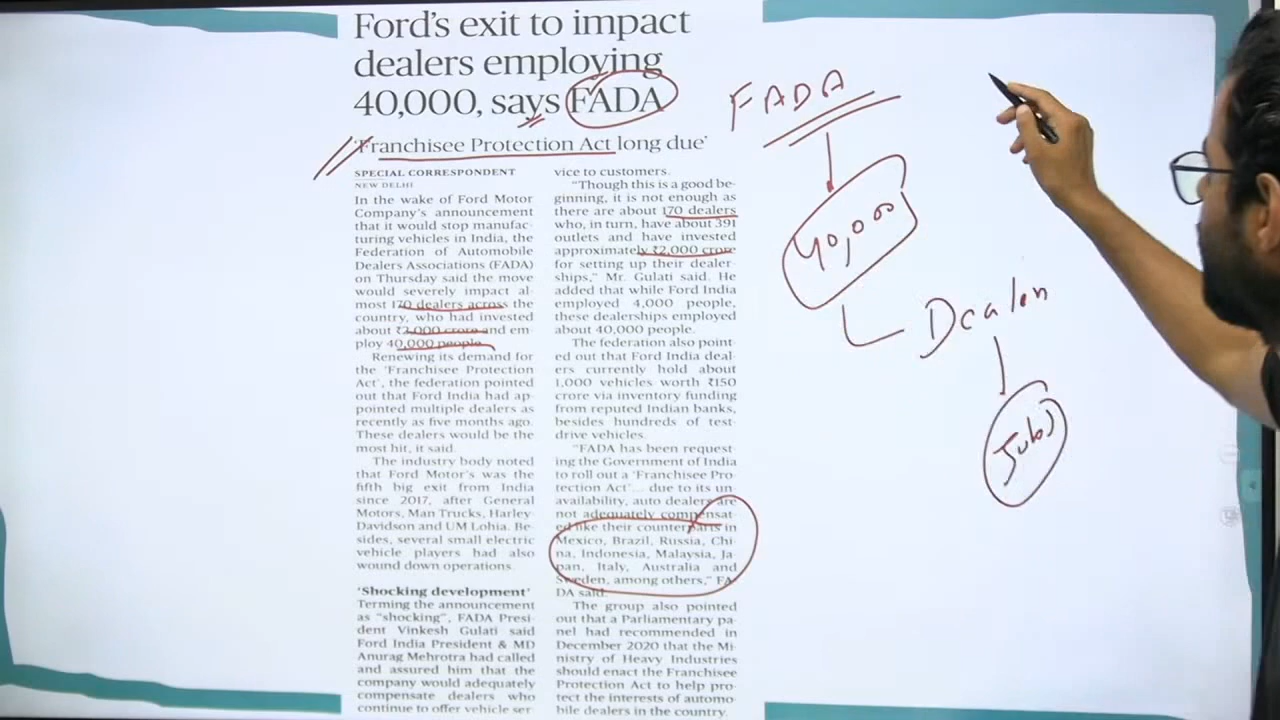 Ford's exit to impact
dealers employing
40,000, says FADA
'Franchisee Protection Act long due'
SPECIAL CORRESPONDENT
NEW DELHI
In the wake of Ford Motor
Company's announcement
that it would stop manufac-
turing vehicles in India, the
Federation of Automobile
Dealers Associations (FADA)
on Thursday said the move
would severely impact al-
most 170 dealers across the
country, who had invested
about ₹2,000 crore and em-
ploy 40,000 people.
Renewing its demand for
the 'Franchisee Protection
Act', the federation pointed
out that Ford India had ap-
pointed multiple dealers as
recently as five months ago.
These dealers would be the
most hit, it said.
The industry body noted
that Ford Motor's was the
fifth big exit from India
since 2017, after General
Motors, Man Trucks, Harley-
Davidson and UM Lohia. Be-
sides, several small electric
vehicle players had also
wound down operations.
'Shocking development'
Terming the announcement
as "shocking", FADA Presi-
dent Vinkesh Gulati said
Ford India President & MD
Anurag Mehrotra had called
and assured him that the
company would adequately
compensate dealers who
continue to offer vehicle ser-
vice to customers.
"Though this is a good be-
ginning, it is not enough as
there are about 170 dealers
who, in turn, have about 391
outlets and have invested
approximately ₹2,000 crore
for setting up their dealer-
ships," Mr. Gulati said. He
added that while Ford India
employed 4,000 people,
these dealerships employed
about 40,000 people.
The federation also point-
ed out that Ford India deal-
ers currently hold about
1,000 vehicles worth ₹150
crore via inventory funding
from reputed Indian banks,
besides hundreds of test-
drive vehicles.
"FADA has been request-
ing the Government of India
to roll out a 'Franchisee Pro-
tection Act'... due to its un-
availability, auto dealers are
not adequately compensat-
ed like their counterparts in
Mexico, Brazil, Russia, Chi-
na, Indonesia, Malaysia, Ja-
pan, Italy, Australia and
Sweden, among others," FA-
DA said.
The group also pointed
out that a Parliamentary pa-
nel had recommended in
December 2020 that the Mi-
nistry of Heavy Industries
should enact the Franchisee
Protection Act to help pro-
tect the interests of automo-
bile dealers in the country.
FADA
40,000
Dealer
Jobs